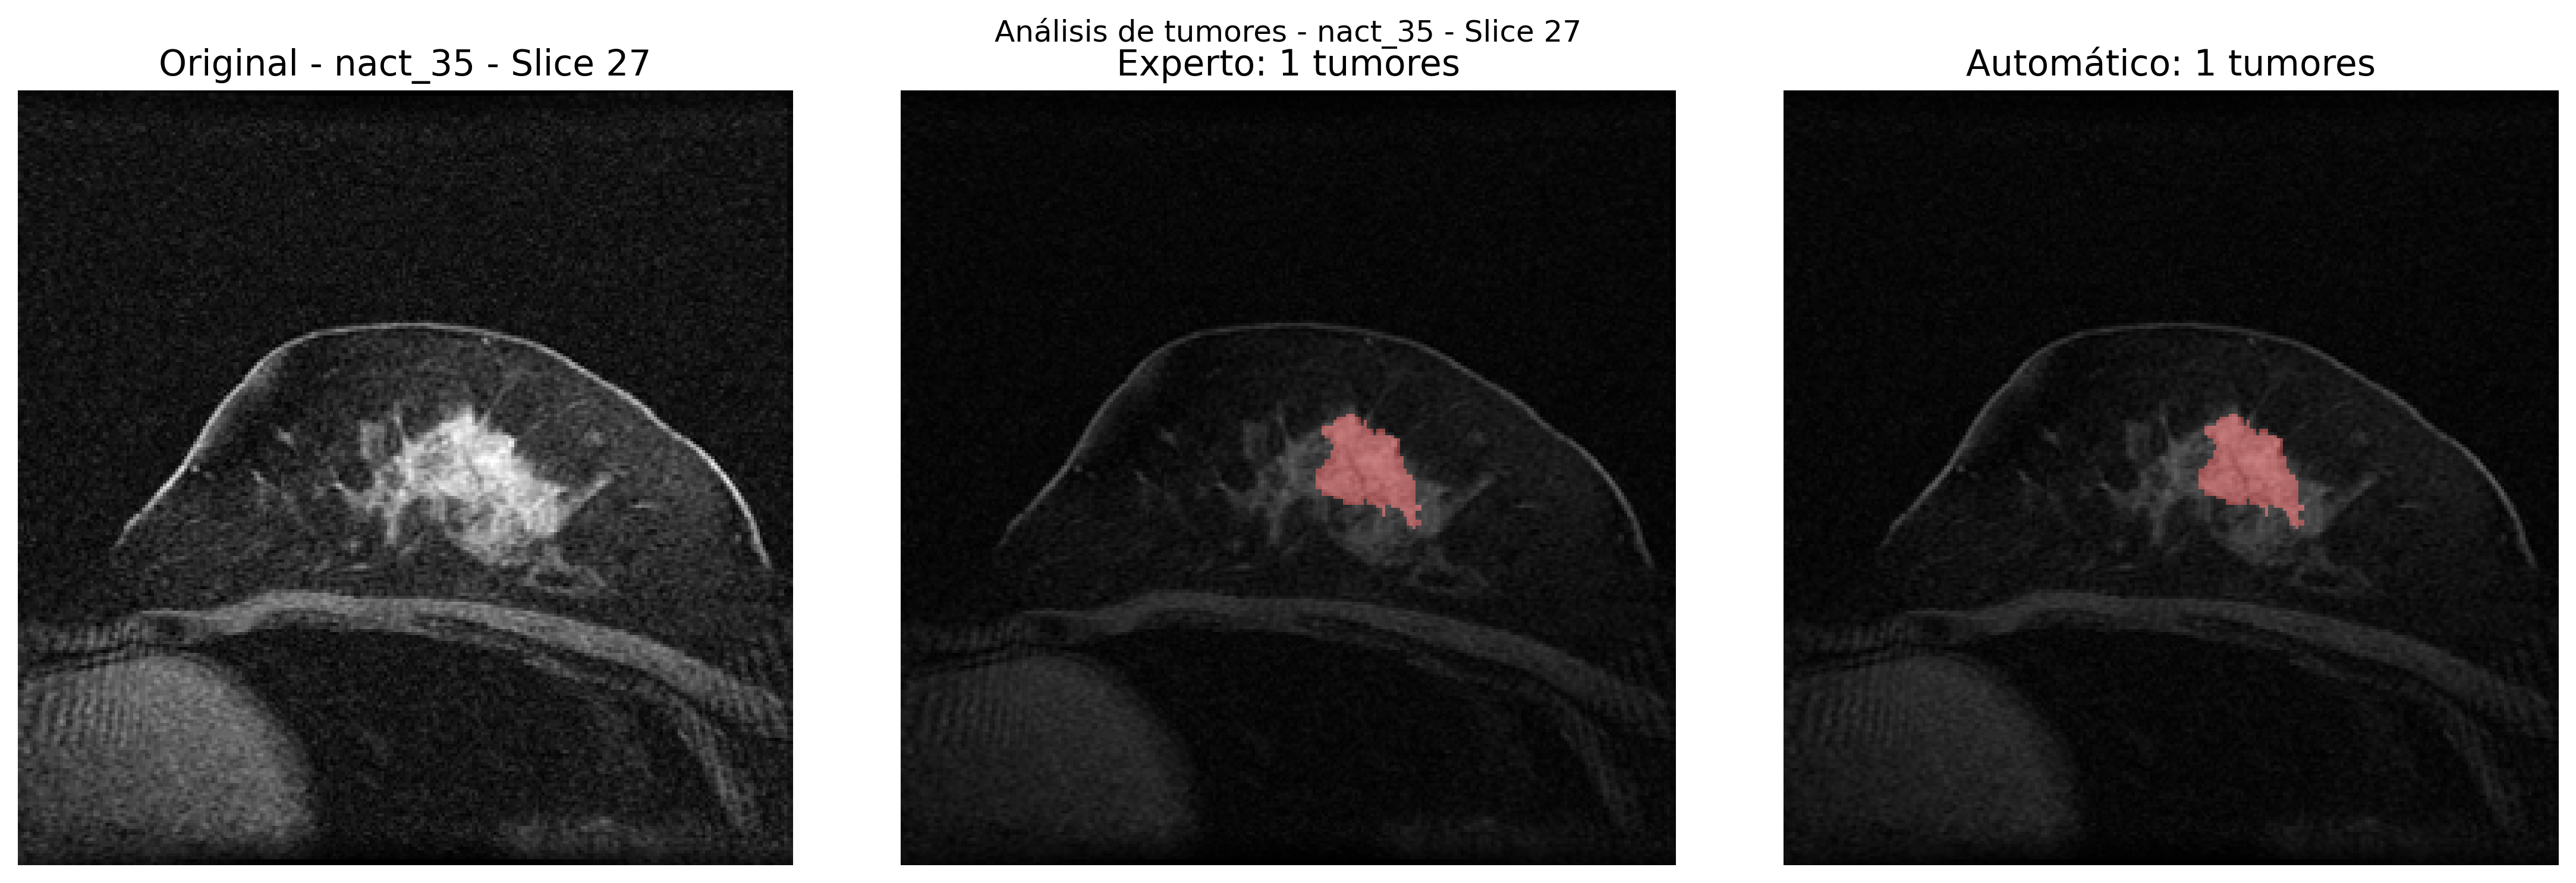 Análisis de tumores - nact_35 - Slice 27
Original - nact_35 - Slice 27
Experto: 1 tumores
Automático: 1 tumores